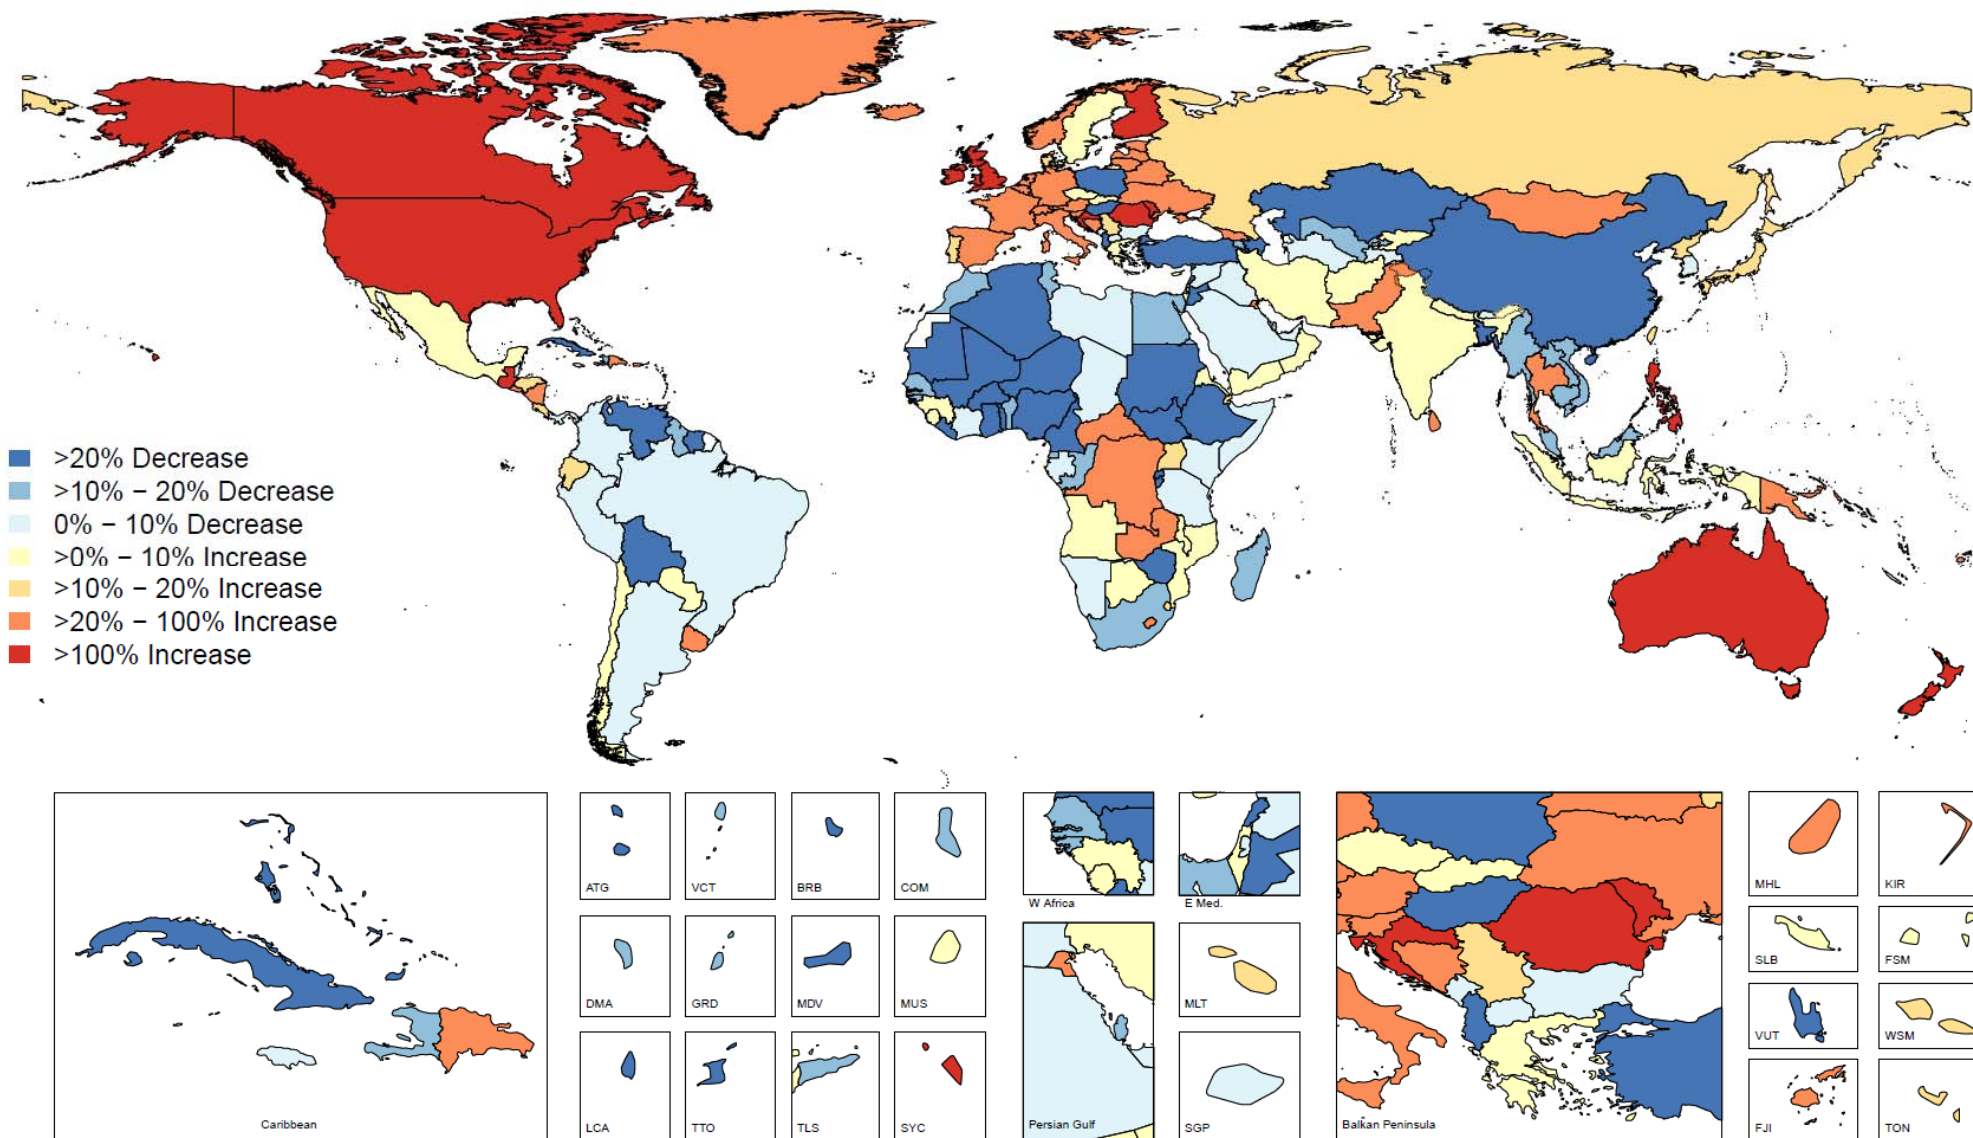 >20% Decrease
>10% − 20% Decrease
0% − 10% Decrease
>0% − 10% Increase
>10% − 20% Increase
>20% − 100% Increase
>100% Increase
ATG
VCT
BRB
COM
W Africa
E Med.
MHL
KIR
DMA
GRD
MDV
MUS
MLT
SLB
FSM
VUT
WSM
Caribbean
LCA
TTO
TLS
SYC
Persian Gulf
SGP
Balkan Peninsula
FJI
TON